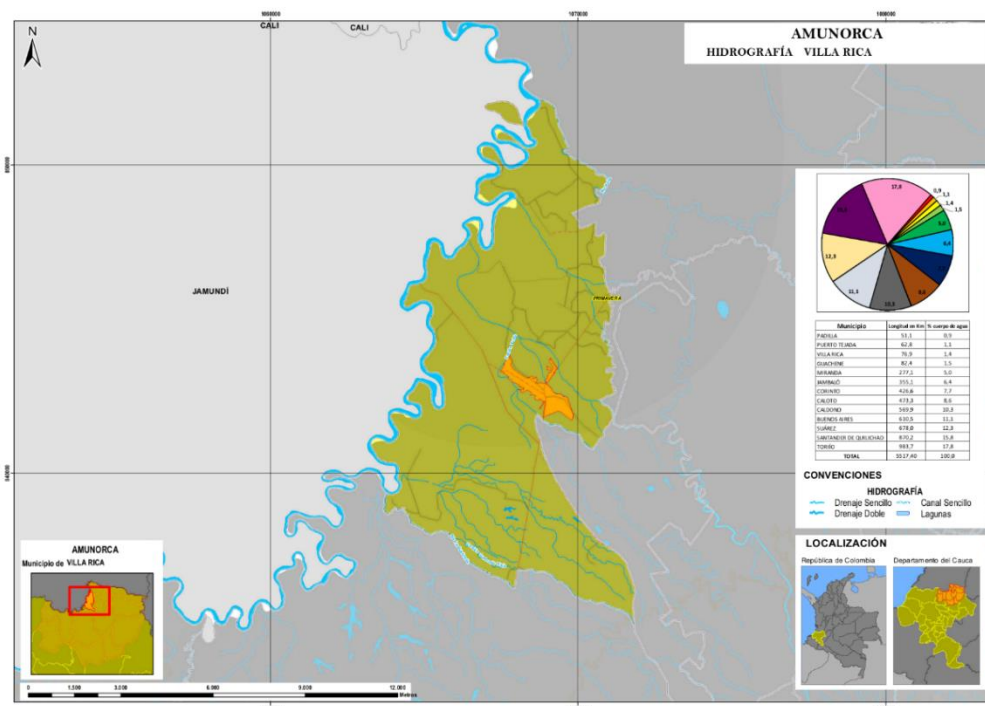 CALI
CALI
N
AMUNORCA
HIDROGRAFÍA VILLA RICA
JAMUNDÍ
PRIMAVERA
17,8
0,9
1,1
1,4
1,5
5,0
6,4
8,6
10,3
11,1
12,3
15,8
Municipio Longitud en Km % cuerpo de agua
PADILLA 51,1 0,9
PUERTO TEJADA 62,8 1,1
VILLA RICA 76,9 1,4
GUACHENE 82,4 1,5
MIRANDA 277,1 5,0
JAMBALÓ 355,1 6,4
CORINTO 426,6 7,7
CALOTO 473,3 8,6
CALDONO 569,9 10,3
BUENOS AIRES 610,5 11,1
SUÁREZ 678,8 12,3
SANTANDER DE QUILICHAO 870,2 15,8
TORIBÍO 983,7 17,8
TOTAL 5517,40 100,0
CONVENCIONES
HIDROGRAFÍA
Drenaje Sencillo Canal Sencillo
Drenaje Doble Lagunas
LOCALIZACIÓN
República de Colombia Departamento del Cauca
AMUNORCA
Municipio de VILLA RICA
0 1.500 3.000 6.000 9.000 12.000
Metros